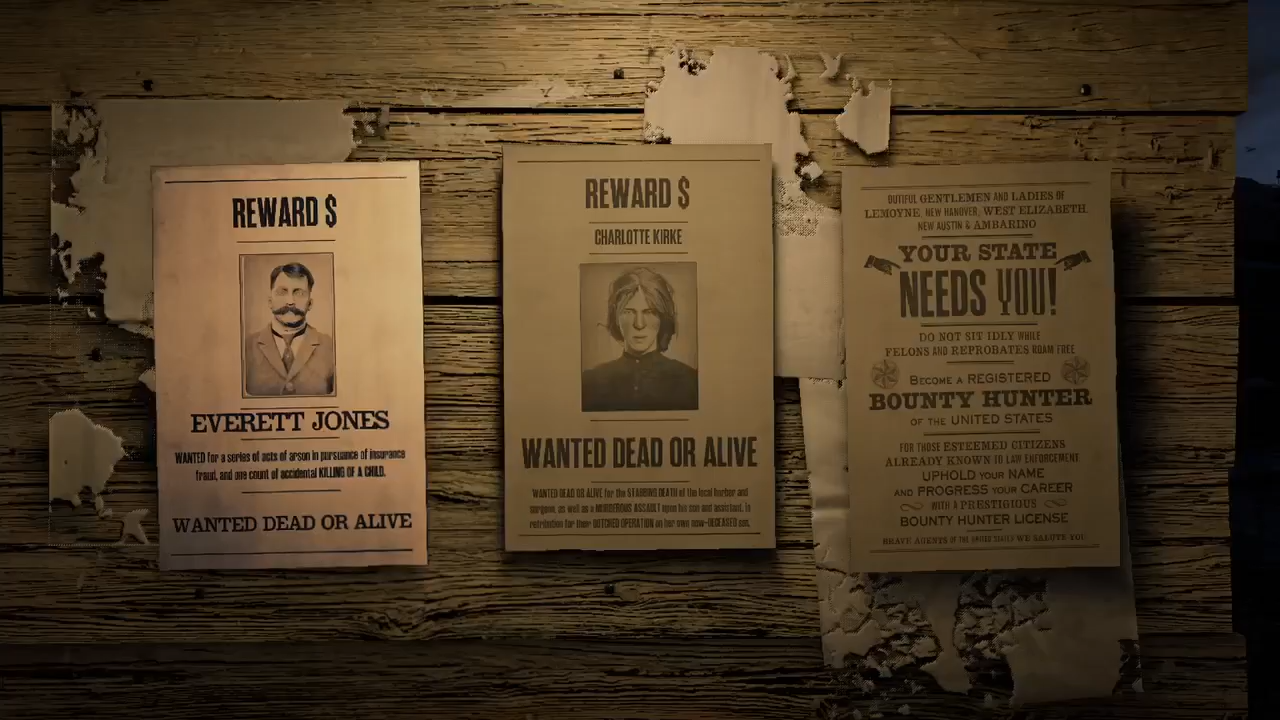 REWARD $
EVERETT JONES
WANTED for a series of acts of arson in pursuance of insurance
fraud, and one count of accidental KILLING OF A CHILD.
WANTED DEAD OR ALIVE
REWARD $
CHARLOTTE KIRKE
WANTED DEAD OR ALIVE
WANTED DEAD OR ALIVE for the STABBING DEATH of the local barber and
surgeon, as well as a MURDEROUS ASSAULT upon his son and assistant, in
retribution for their BOTCHED OPERATION on her own now-DECEASED son.
DUTIFUL GENTLEMEN AND LADIES OF
LEMOYNE, NEW HANOVER, WEST ELIZABETH,
NEW AUSTIN & AMBARINO
YOUR STATE
NEEDS YOU!
DO NOT SIT IDLY WHILE
FELONS AND REPROBATES ROAM FREE
BECOME A REGISTERED
BOUNTY HUNTER
OF THE UNITED STATES
FOR THOSE ESTEEMED CITIZENS
ALREADY KNOWN TO LAW ENFORCEMENT
UPHOLD YOUR NAME
AND PROGRESS YOUR CAREER
WITH A PRESTIGIOUS
BOUNTY HUNTER LICENSE
BRAVE AGENTS OF THE UNITED STATES WE SALUTE YOU